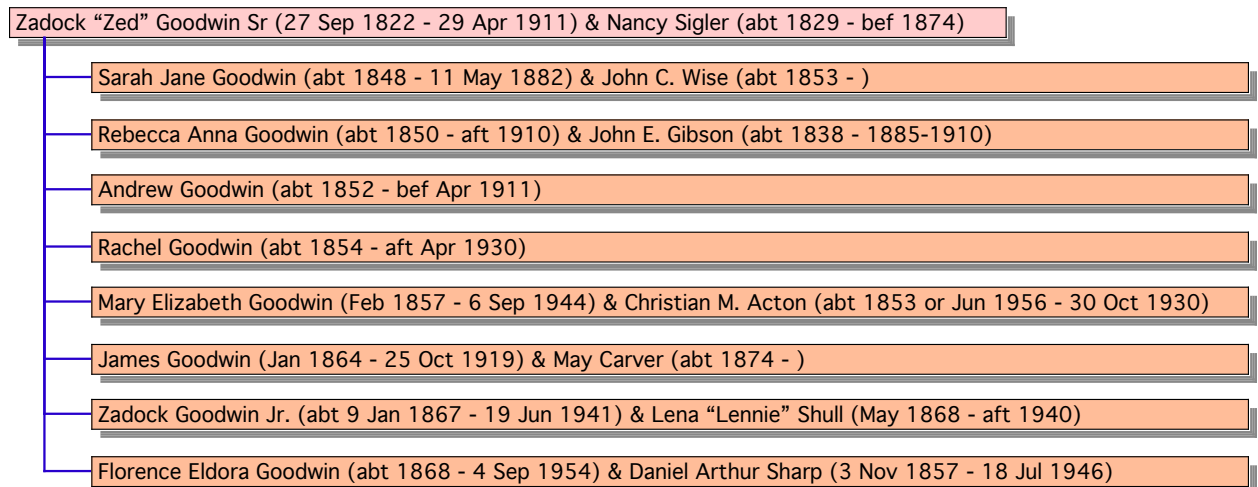 Zadock “Zed” Goodwin Sr (27 Sep 1822 - 29 Apr 1911) & Nancy Sigler (abt 1829 - bef 1874)
Sarah Jane Goodwin (abt 1848 - 11 May 1882) & John C. Wise (abt 1853 - )
Rebecca Anna Goodwin (abt 1850 - aft 1910) & John E. Gibson (abt 1838 - 1885-1910)
Andrew Goodwin (abt 1852 - bef Apr 1911)
Rachel Goodwin (abt 1854 - aft Apr 1930)
Mary Elizabeth Goodwin (Feb 1857 - 6 Sep 1944) & Christian M. Acton (abt 1853 or Jun 1956 - 30 Oct 1930)
James Goodwin (Jan 1864 - 25 Oct 1919) & May Carver (abt 1874 - )
Zadock Goodwin Jr. (abt 9 Jan 1867 - 19 Jun 1941) & Lena “Lennie” Shull (May 1868 - aft 1940)
Florence Eldora Goodwin (abt 1868 - 4 Sep 1954) & Daniel Arthur Sharp (3 Nov 1857 - 18 Jul 1946)